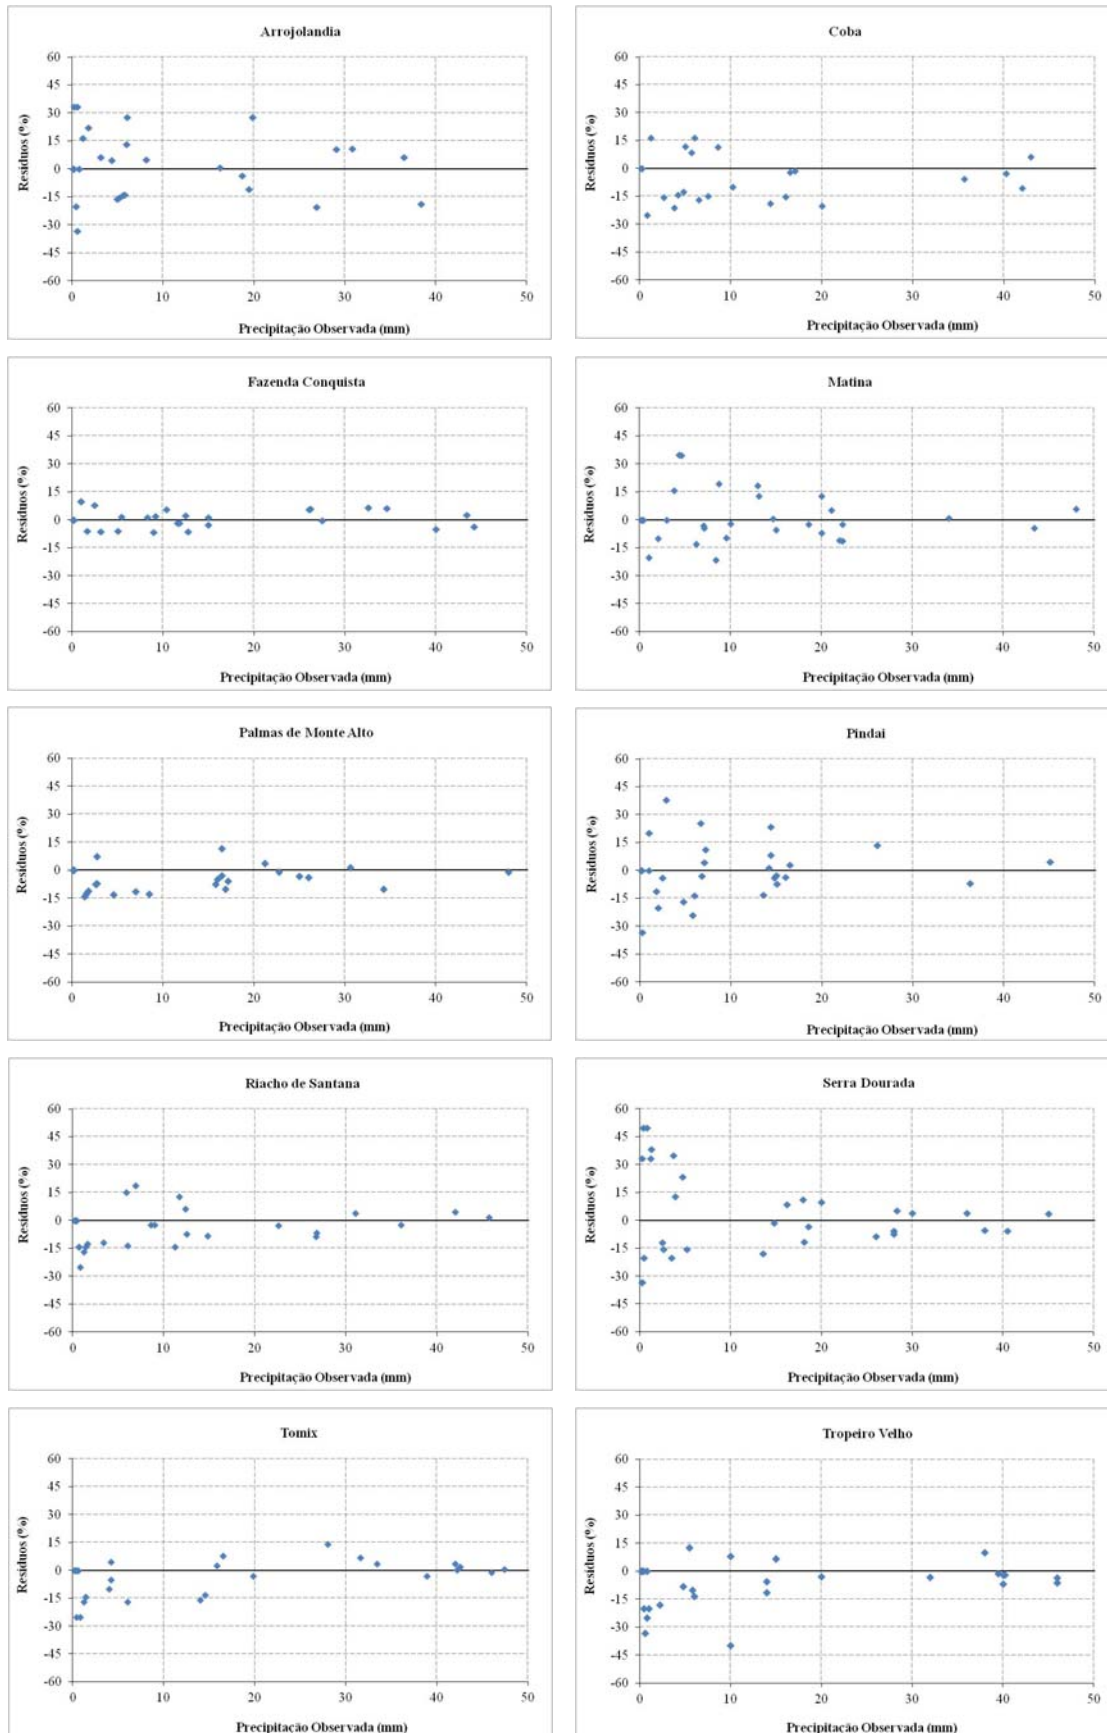 Arrojolandia
60
45
30
15
0
-15
-30
-45
-60
Resíduos (%)
0 10 20 30 40 50
Precipitação Observada (mm)
Coba
60
45
30
15
0
-15
-30
-45
-60
Resíduos (%)
0 10 20 30 40 50
Precipitação Observada (mm)
Fazenda Conquista
60
45
30
15
0
-15
-30
-45
-60
Resíduos (%)
0 10 20 30 40 50
Precipitação Observada (mm)
Matina
60
45
30
15
0
-15
-30
-45
-60
Resíduos (%)
0 10 20 30 40 50
Precipitação Observada (mm)
Palmas de Monte Alto
60
45
30
15
0
-15
-30
-45
-60
Resíduos (%)
0 10 20 30 40 50
Precipitação Observada (mm)
Pindai
60
45
30
15
0
-15
-30
-45
-60
Resíduos (%)
0 10 20 30 40 50
Precipitação Observada (mm)
Riacho de Santana
60
45
30
15
0
-15
-30
-45
-60
Resíduos (%)
0 10 20 30 40 50
Precipitação Observada (mm)
Serra Dourada
60
45
30
15
0
-15
-30
-45
-60
Resíduos (%)
0 10 20 30 40 50
Precipitação Observada (mm)
Tomix
60
45
30
15
0
-15
-30
-45
-60
Resíduos (%)
0 10 20 30 40 50
Precipitação Observada (mm)
Tropeiro Velho
60
45
30
15
0
-15
-30
-45
-60
Resíduos (%)
0 10 20 30 40 50
Precipitação Observada (mm)